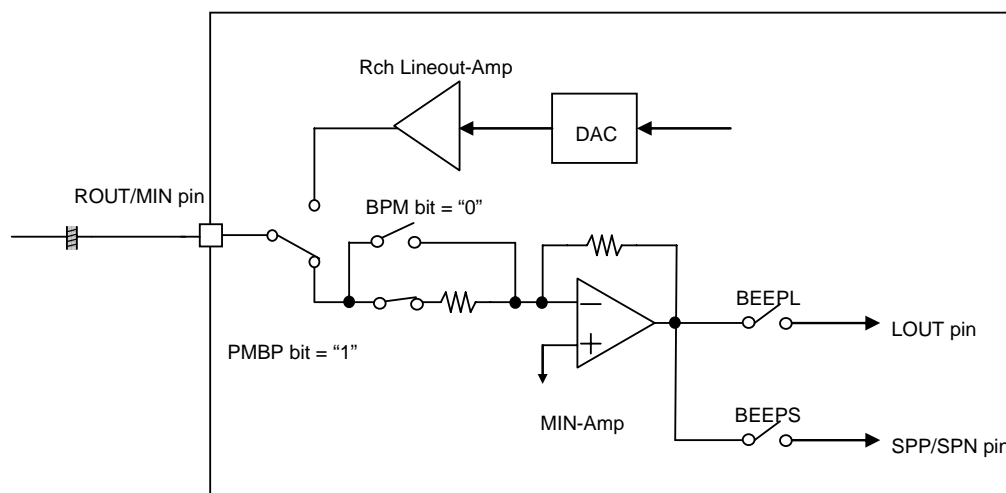 Rch Lineout-Amp
DAC
ROUT/MIN pin
BPM bit = “0”
BEEPL
LOUT pin
PMBP bit = “1”
MIN-Amp
BEEPS
SPP/SPN pin